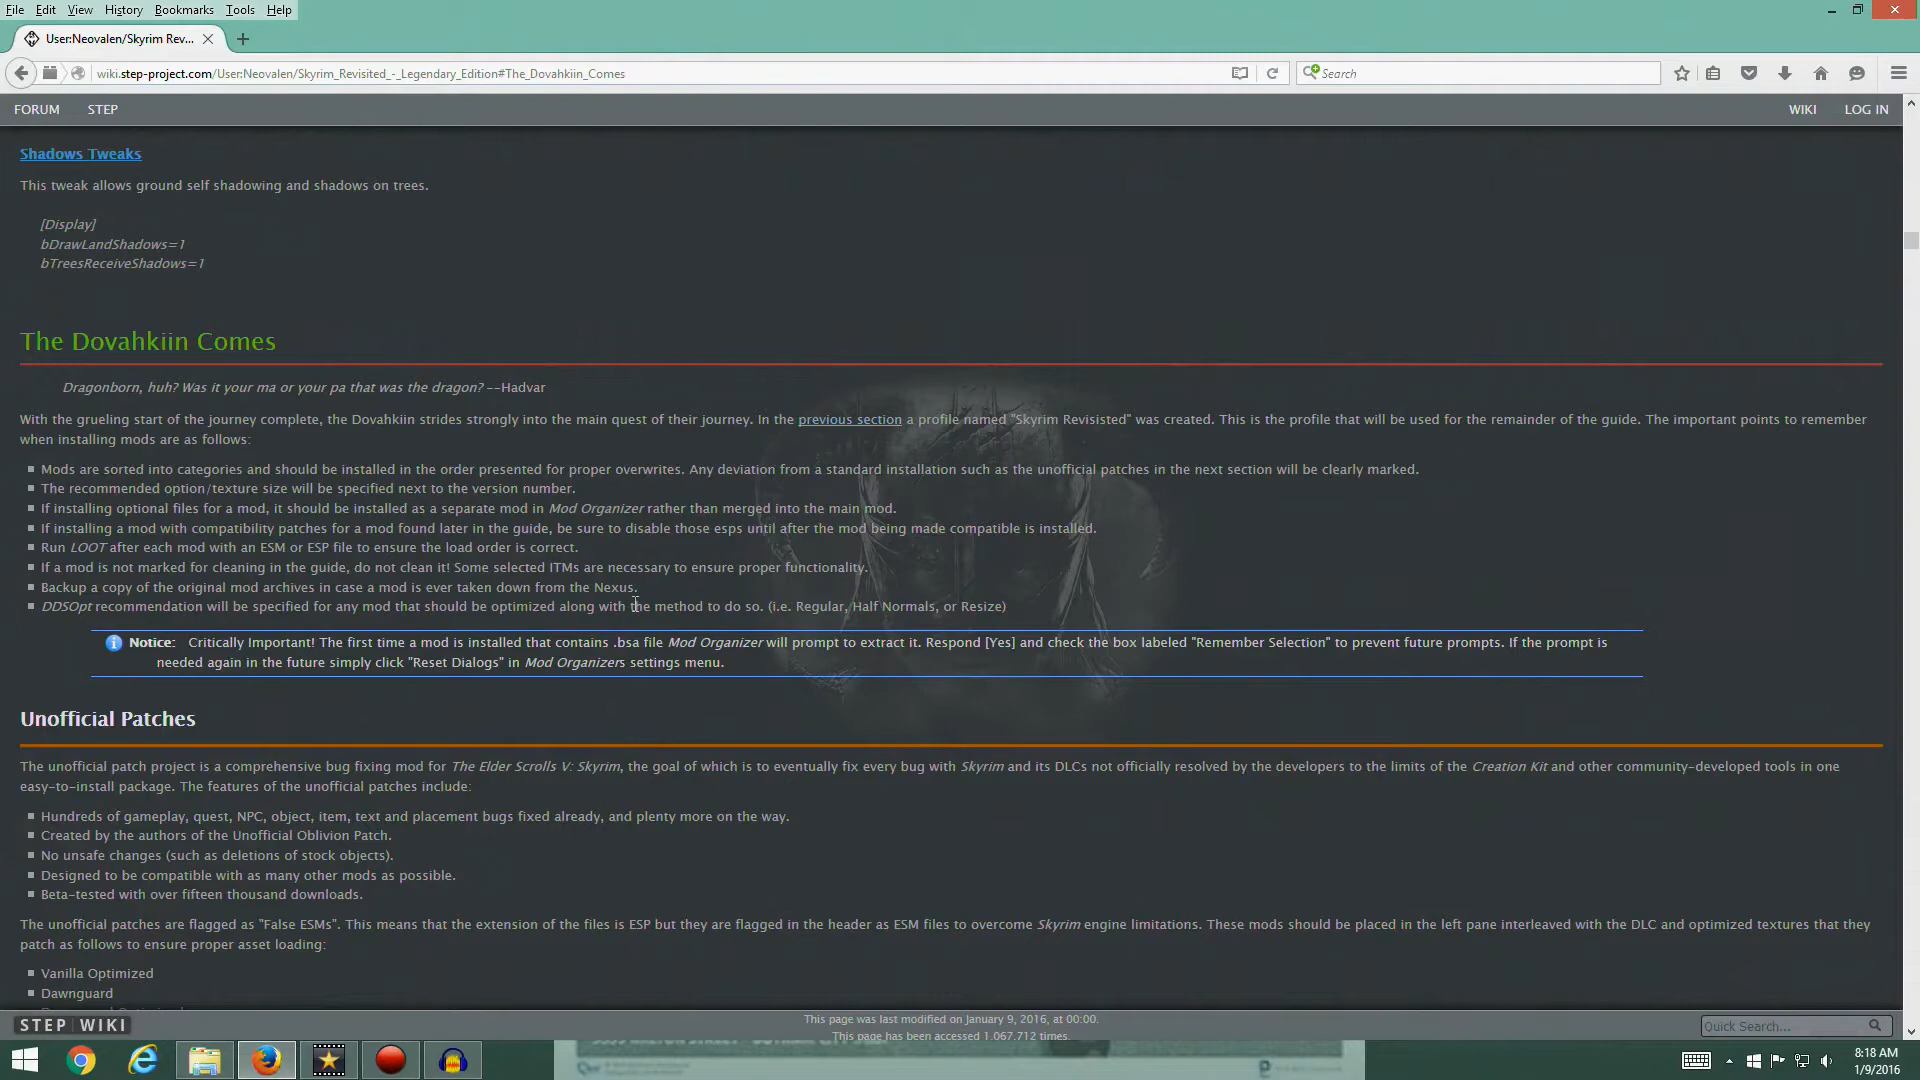 File Edit View History Bookmarks Tools Help
User:Neovalen/Skyrim Rev...
wiki.step-project.com/User:Neovalen/Skyrim_Revisited_-_Legendary_Edition#The_Dovahkiin_Comes
Search
FORUM STEP WIKI LOG IN
Shadows Tweaks
This tweak allows ground self shadowing and shadows on trees.
[Display]
bDrawLandShadows=1
bTreesReceiveShadows=1
The Dovahkiin Comes
Dragonborn, huh? Was it your ma or your pa that was the dragon? --Hadvar
With the grueling start of the journey complete, the Dovahkiin strides strongly into the main quest of their journey. In the previous section a profile named "Skyrim Revisisted" was created. This is the profile that will be used for the remainder of the guide. The important points to remember
when installing mods are as follows:
Mods are sorted into categories and should be installed in the order presented for proper overwrites. Any deviation from a standard installation such as the unofficial patches in the next section will be clearly marked.
The recommended option/texture size will be specified next to the version number.
If installing optional files for a mod, it should be installed as a separate mod in Mod Organizer rather than merged into the main mod.
If installing a mod with compatibility patches for a mod found later in the guide, be sure to disable those esps until after the mod being made compatible is installed.
Run LOOT after each mod with an ESM or ESP file to ensure the load order is correct.
If a mod is not marked for cleaning in the guide, do not clean it! Some selected ITMs are necessary to ensure proper functionality.
Backup a copy of the original mod archives in case a mod is ever taken down from the Nexus.
DDSOpt recommendation will be specified for any mod that should be optimized along with the method to do so. (i.e. Regular, Half Normals, or Resize)
Notice: Critically Important! The first time a mod is installed that contains .bsa file Mod Organizer will prompt to extract it. Respond [Yes] and check the box labeled "Remember Selection" to prevent future prompts. If the prompt is
needed again in the future simply click "Reset Dialogs" in Mod Organizers settings menu.
Unofficial Patches
The unofficial patch project is a comprehensive bug fixing mod for The Elder Scrolls V: Skyrim, the goal of which is to eventually fix every bug with Skyrim and its DLCs not officially resolved by the developers to the limits of the Creation Kit and other community-developed tools in one
easy-to-install package. The features of the unofficial patches include:
Hundreds of gameplay, quest, NPC, object, item, text and placement bugs fixed already, and plenty more on the way.
Created by the authors of the Unofficial Oblivion Patch.
No unsafe changes (such as deletions of stock objects).
Designed to be compatible with as many other mods as possible.
Beta-tested with over fifteen thousand downloads.
The unofficial patches are flagged as "False ESMs". This means that the extension of the files is ESP but they are flagged in the header as ESM files to overcome Skyrim engine limitations. These mods should be placed in the left pane interleaved with the DLC and optimized textures that they
patch as follows to ensure proper asset loading:
Vanilla Optimized
Dawnguard
STEP WIKI
This page was last modified on January 9, 2016, at 00:00.
Quick Search...
This page has been accessed 1,067,712 times.
8:18 AM
1/9/2016